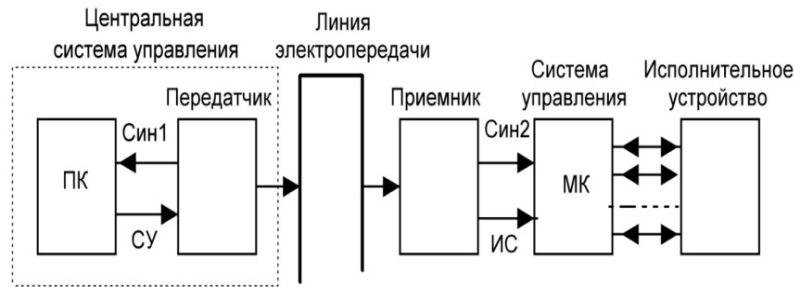 Центральная
система управления
Линия
электропередачи
Передатчик
Приемник
Система
управления
Исполнительное
устройство
Син1
Син2
ПК
МК
СУ
ИС